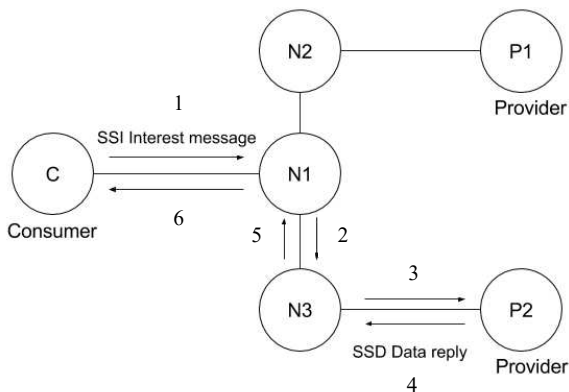 N2
P1
Provider
1
SSI Interest message
C
N1
Consumer
6
5
2
3
N3
P2
SSD Data reply
Provider
4